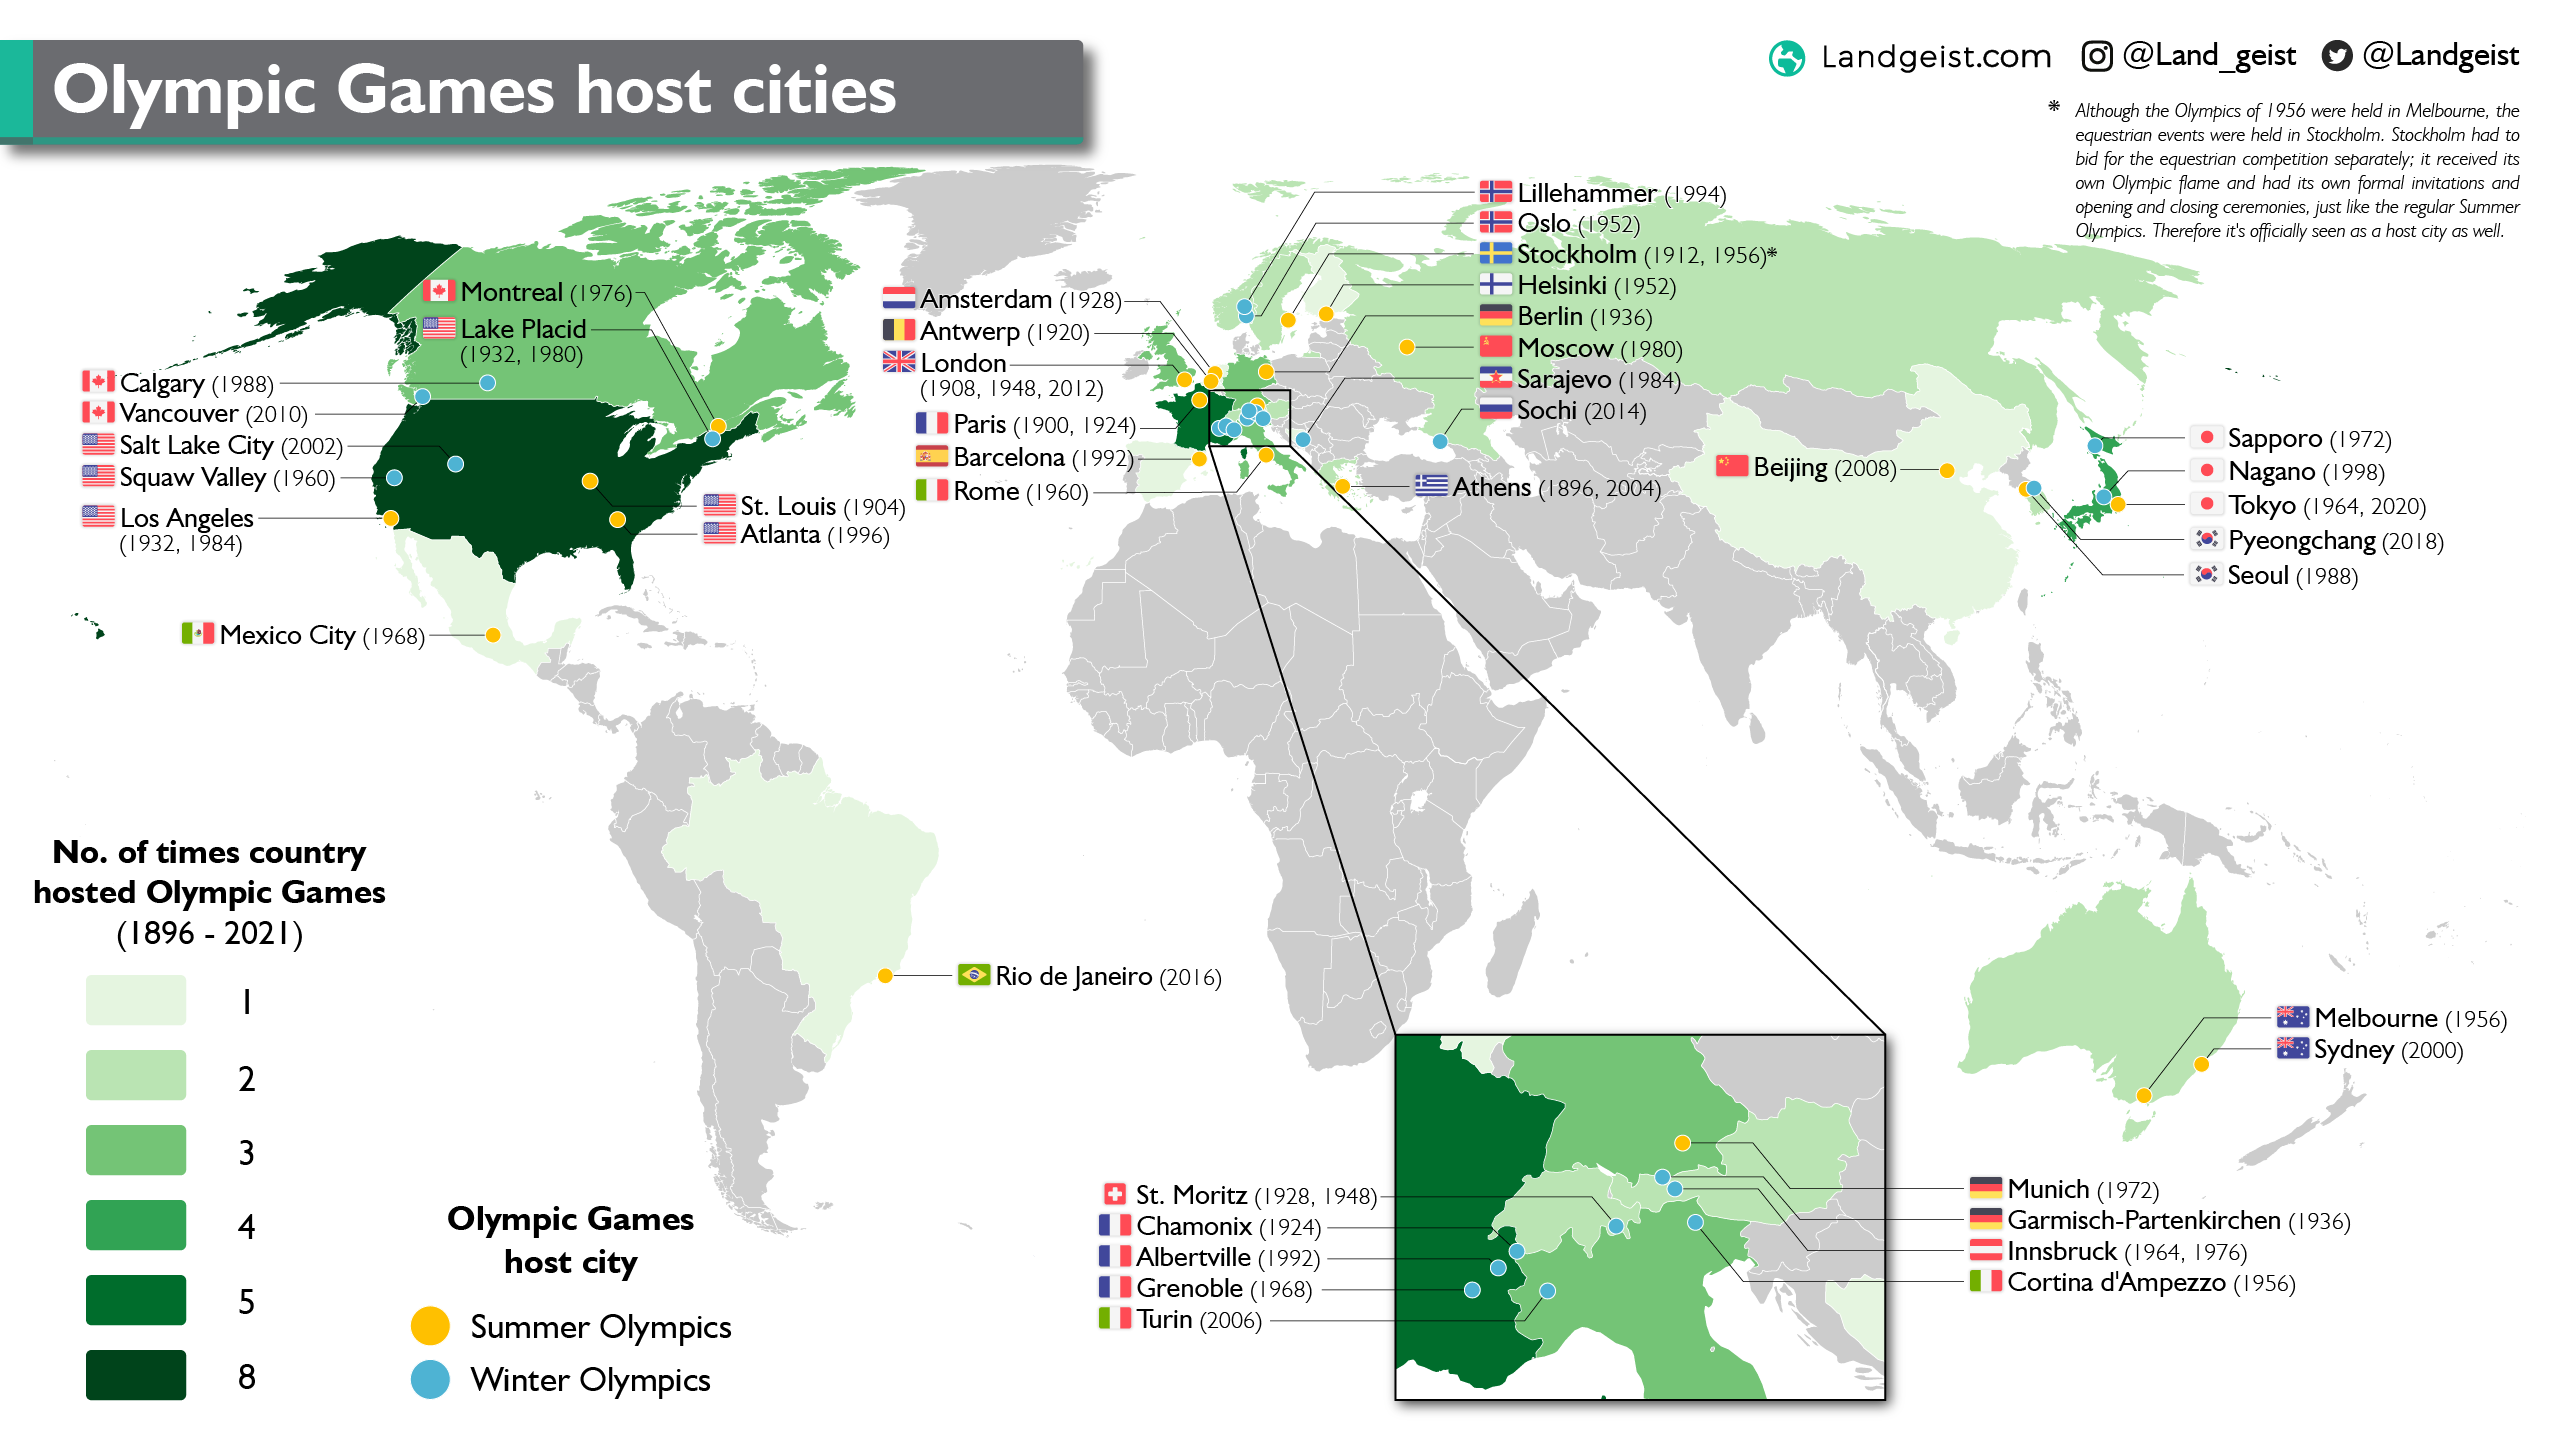 Olympic Games host cities
Landgeist.com @Land_geist @Landgeist
* Although the Olympics of 1956 were held in Melbourne, the
equestrian events were held in Stockholm. Stockholm had to
bid for the equestrian competition separately; it received its
own Olympic flame and had its own formal invitations and
opening and closing ceremonies, just like the regular Summer
Olympics. Therefore it's officially seen as a host city as well.
Montreal (1976)
Lake Placid
(1932, 1980)
Calgary (1988)
Vancouver (2010)
Salt Lake City (2002)
Squaw Valley (1960)
Los Angeles
(1932, 1984)
St. Louis (1904)
Atlanta (1996)
Mexico City (1968)
Rio de Janeiro (2016)
Amsterdam (1928)
Antwerp (1920)
London
(1908, 1948, 2012)
Paris (1900, 1924)
Barcelona (1992)
Rome (1960)
Lillehammer (1994)
Oslo (1952)
Stockholm (1912, 1956)*
Helsinki (1952)
Berlin (1936)
Moscow (1980)
Sarajevo (1984)
Sochi (2014)
Athens (1896, 2004)
Beijing (2008)
Sapporo (1972)
Nagano (1998)
Tokyo (1964, 2020)
Pyeongchang (2018)
Seoul (1988)
Melbourne (1956)
Sydney (2000)
St. Moritz (1928, 1948)
Chamonix (1924)
Albertville (1992)
Grenoble (1968)
Turin (2006)
Munich (1972)
Garmisch-Partenkirchen (1936)
Innsbruck (1964, 1976)
Cortina d'Ampezzo (1956)
No. of times country
hosted Olympic Games
(1896 - 2021)
1
2
3
4
5
8
Olympic Games
host city
Summer Olympics
Winter Olympics